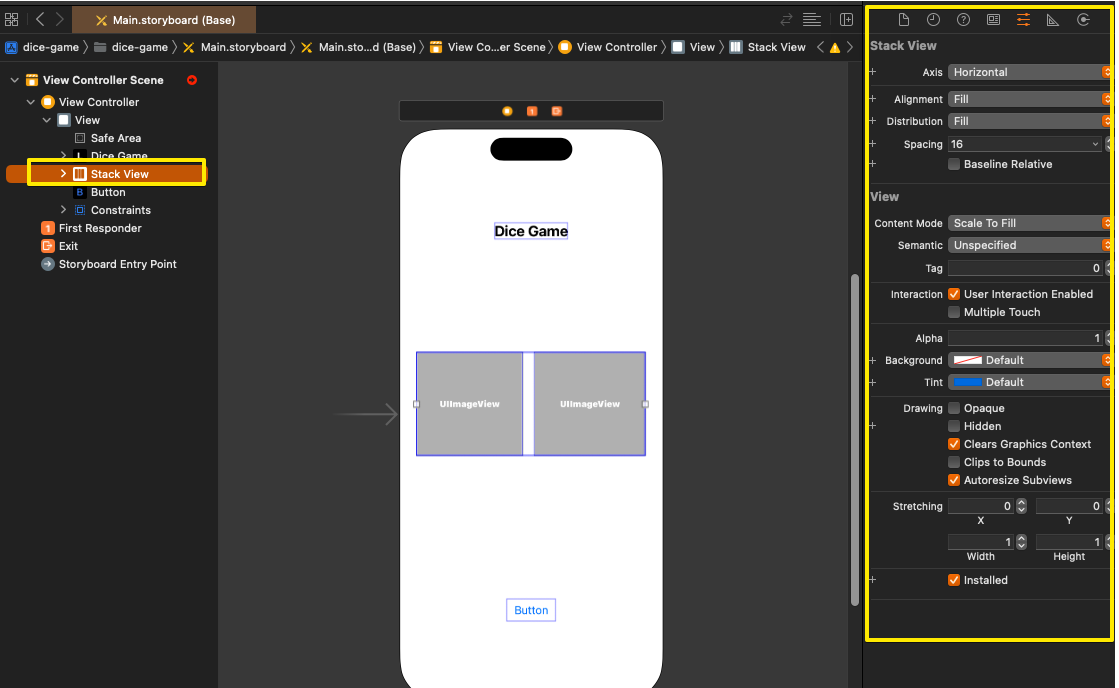 Main.storyboard (Base)
dice-game
dice-game
Main.storyboard
Main.sto...d (Base)
View Co...er Scene
View Controller
View
Stack View
View Controller Scene
View Controller
View
Safe Area
L Dice Game
Stack View
B Button
Constraints
1 First Responder
Exit
Storyboard Entry Point
1
Dice Game
UIImageView
UIImageView
Button
Stack View
Axis Horizontal
Alignment Fill
Distribution Fill
Spacing 16
Baseline Relative
View
Content Mode Scale To Fill
Semantic Unspecified
Tag 0
Interaction User Interaction Enabled
Multiple Touch
Alpha 1
Background Default
Tint Default
Drawing Opaque
Hidden
Clears Graphics Context
Clips to Bounds
Autoresize Subviews
Stretching 0 0
X Y
1 1
Width Height
Installed